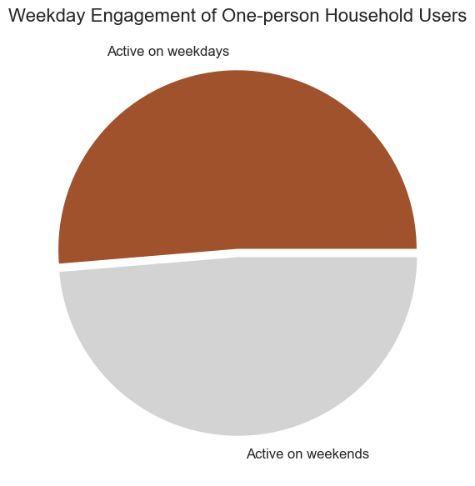 Weekday Engagement of One-person Household Users
Active on weekdays
Active on weekends